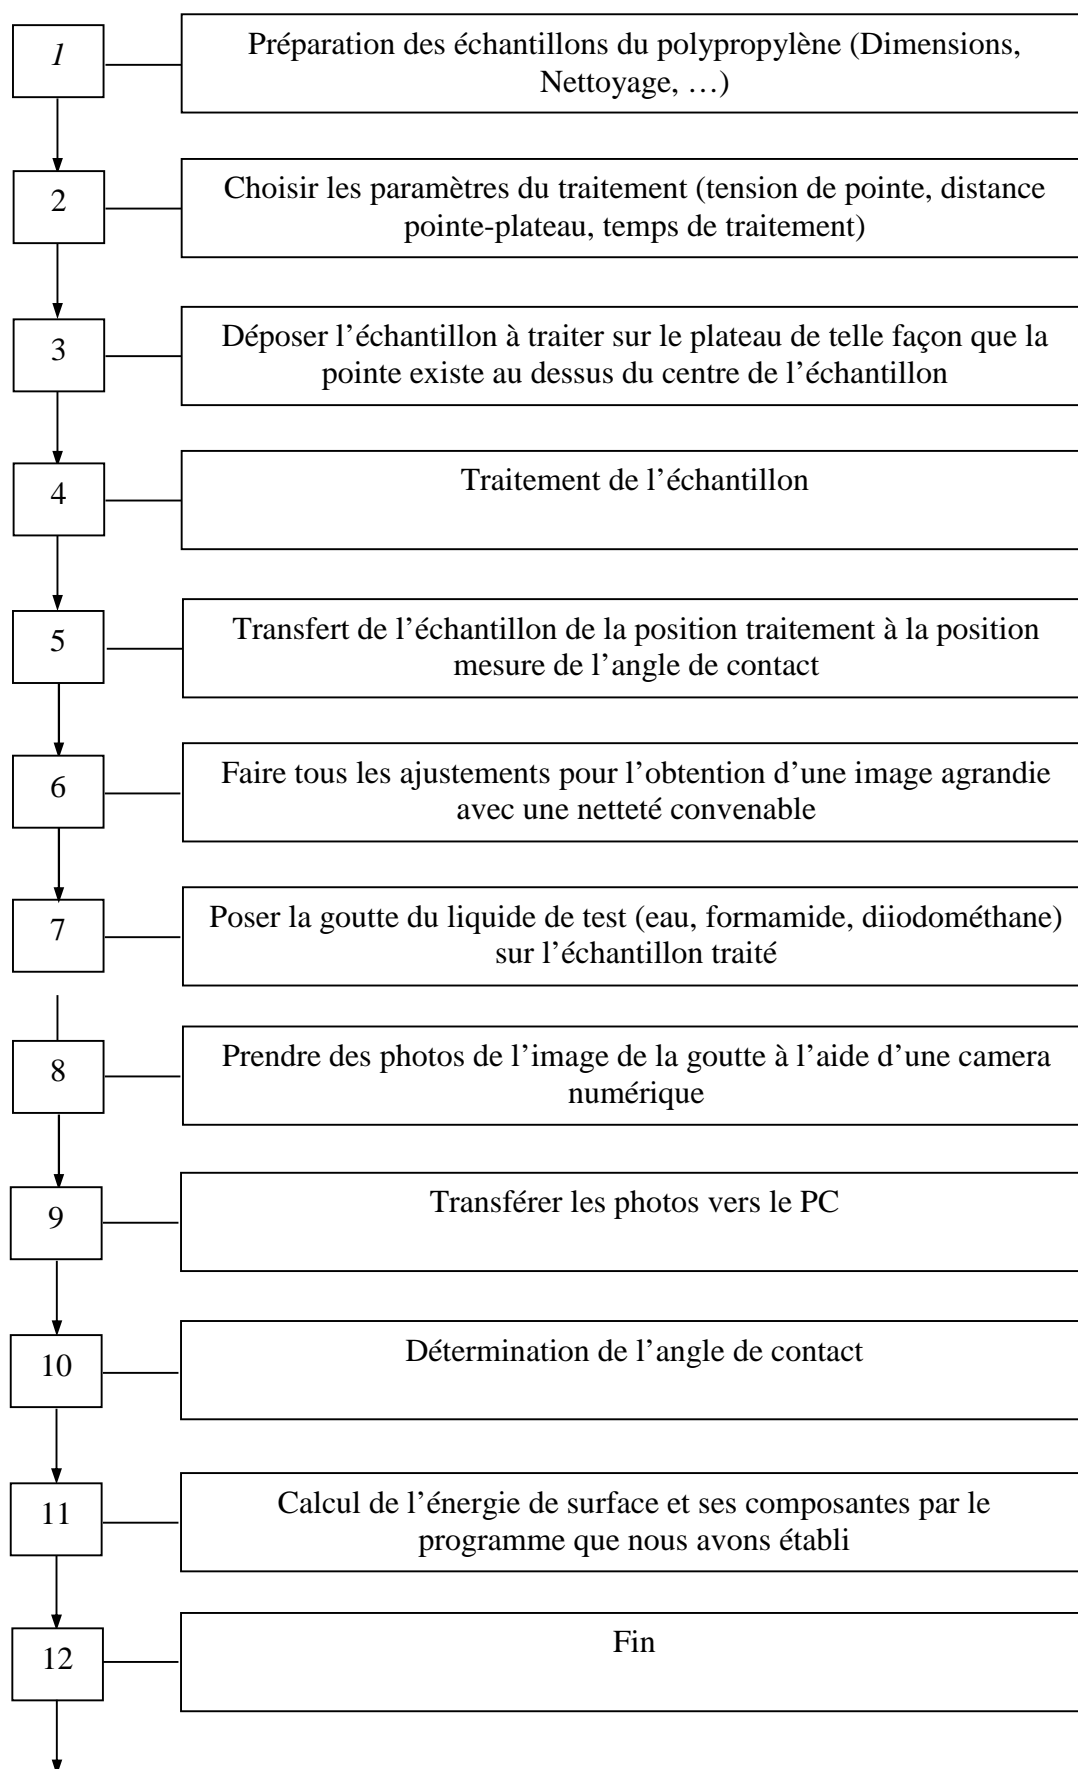 1
Préparation des échantillons du polypropylène (Dimensions,
Nettoyage, …)
2
Choisir les paramètres du traitement (tension de pointe, distance
pointe-plateau, temps de traitement)
3
Déposer l’échantillon à traiter sur le plateau de telle façon que la
pointe existe au dessus du centre de l’échantillon
4
Traitement de l’échantillon
5
Transfert de l’échantillon de la position traitement à la position
mesure de l’angle de contact
6
Faire tous les ajustements pour l’obtention d’une image agrandie
avec une netteté convenable
7
Poser la goutte du liquide de test (eau, formamide, diiodométhane)
sur l’échantillon traité
8
Prendre des photos de l’image de la goutte à l’aide d’une camera
numérique
9
Transférer les photos vers le PC
10
Détermination de l’angle de contact
11
Calcul de l’énergie de surface et ses composantes par le
programme que nous avons établi
12
Fin